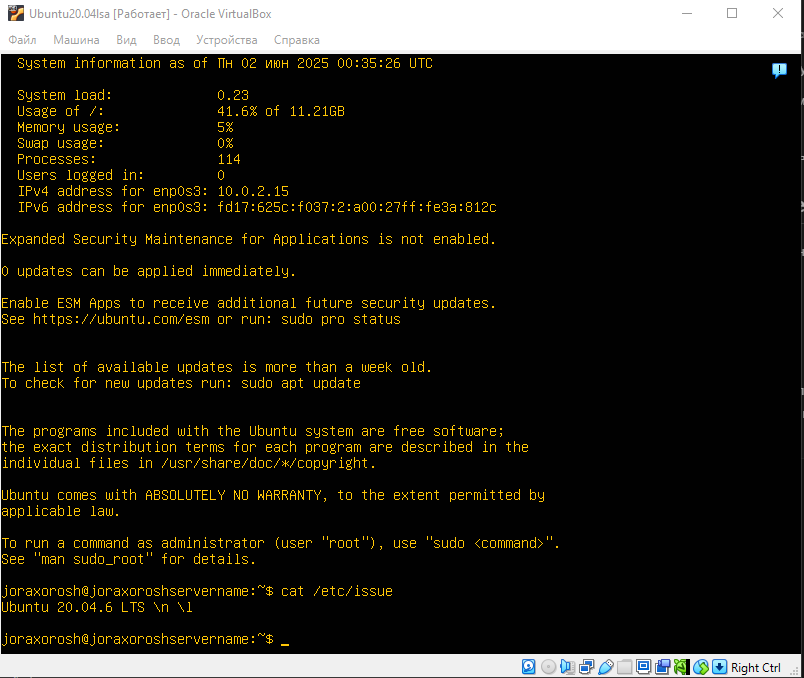 Ubuntu20.04lsa [Работает] - Oracle VirtualBox
Файл Машина Вид Ввод Устройства Справка
System information as of Пн 02 июн 2025 00:35:26 UTC
System load: 0.23
Usage of /: 41.6% of 11.21GB
Memory usage: 5%
Swap usage: 0%
Processes: 114
Users logged in: 0
IPv4 address for enp0s3: 10.0.2.15
IPv6 address for enp0s3: fd17:625c:f037:2:a00:27ff:fe3a:812c
Expanded Security Maintenance for Applications is not enabled.
0 updates can be applied immediately.
Enable ESM Apps to receive additional future security updates.
See https://ubuntu.com/esm or run: sudo pro status
The list of available updates is more than a week old.
To check for new updates run: sudo apt update
The programs included with the Ubuntu system are free software;
the exact distribution terms for each program are described in the
individual files in /usr/share/doc/*/copyright.
Ubuntu comes with ABSOLUTELY NO WARRANTY, to the extent permitted by
applicable law.
To run a command as administrator (user "root"), use "sudo <command>".
See "man sudo_root" for details.
joraxorosh@joraxoroshservername:~$ cat /etc/issue
Ubuntu 20.04.6 LTS \n \l
joraxorosh@joraxoroshservername:~$ _
Right Ctrl